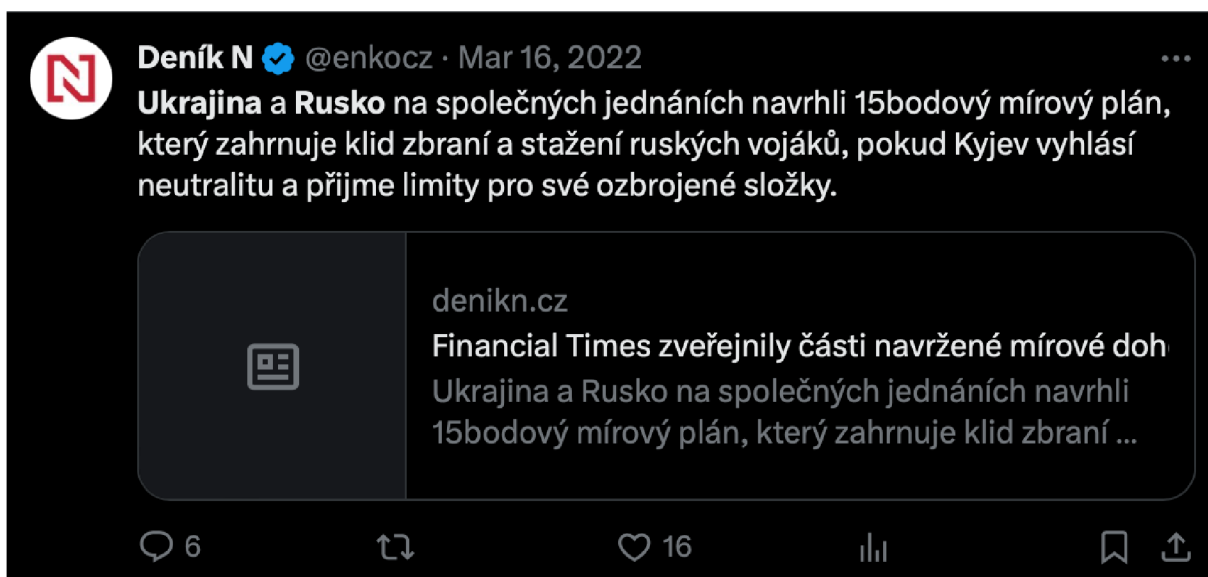 Deník N @enkocz · Mar 16, 2022
Ukrajina a Rusko na společných jednáních navrhli 15bodový mírový plán,
který zahrnuje klid zbraní a stažení ruských vojáků, pokud Kyjev vyhlásí
neutralitu a přijme limity pro své ozbrojené složky.
denikn.cz
Financial Times zveřejnily části navržené mírové doh
Ukrajina a Rusko na společných jednáních navrhli
15bodový mírový plán, který zahrnuje klid zbraní ...
6 16